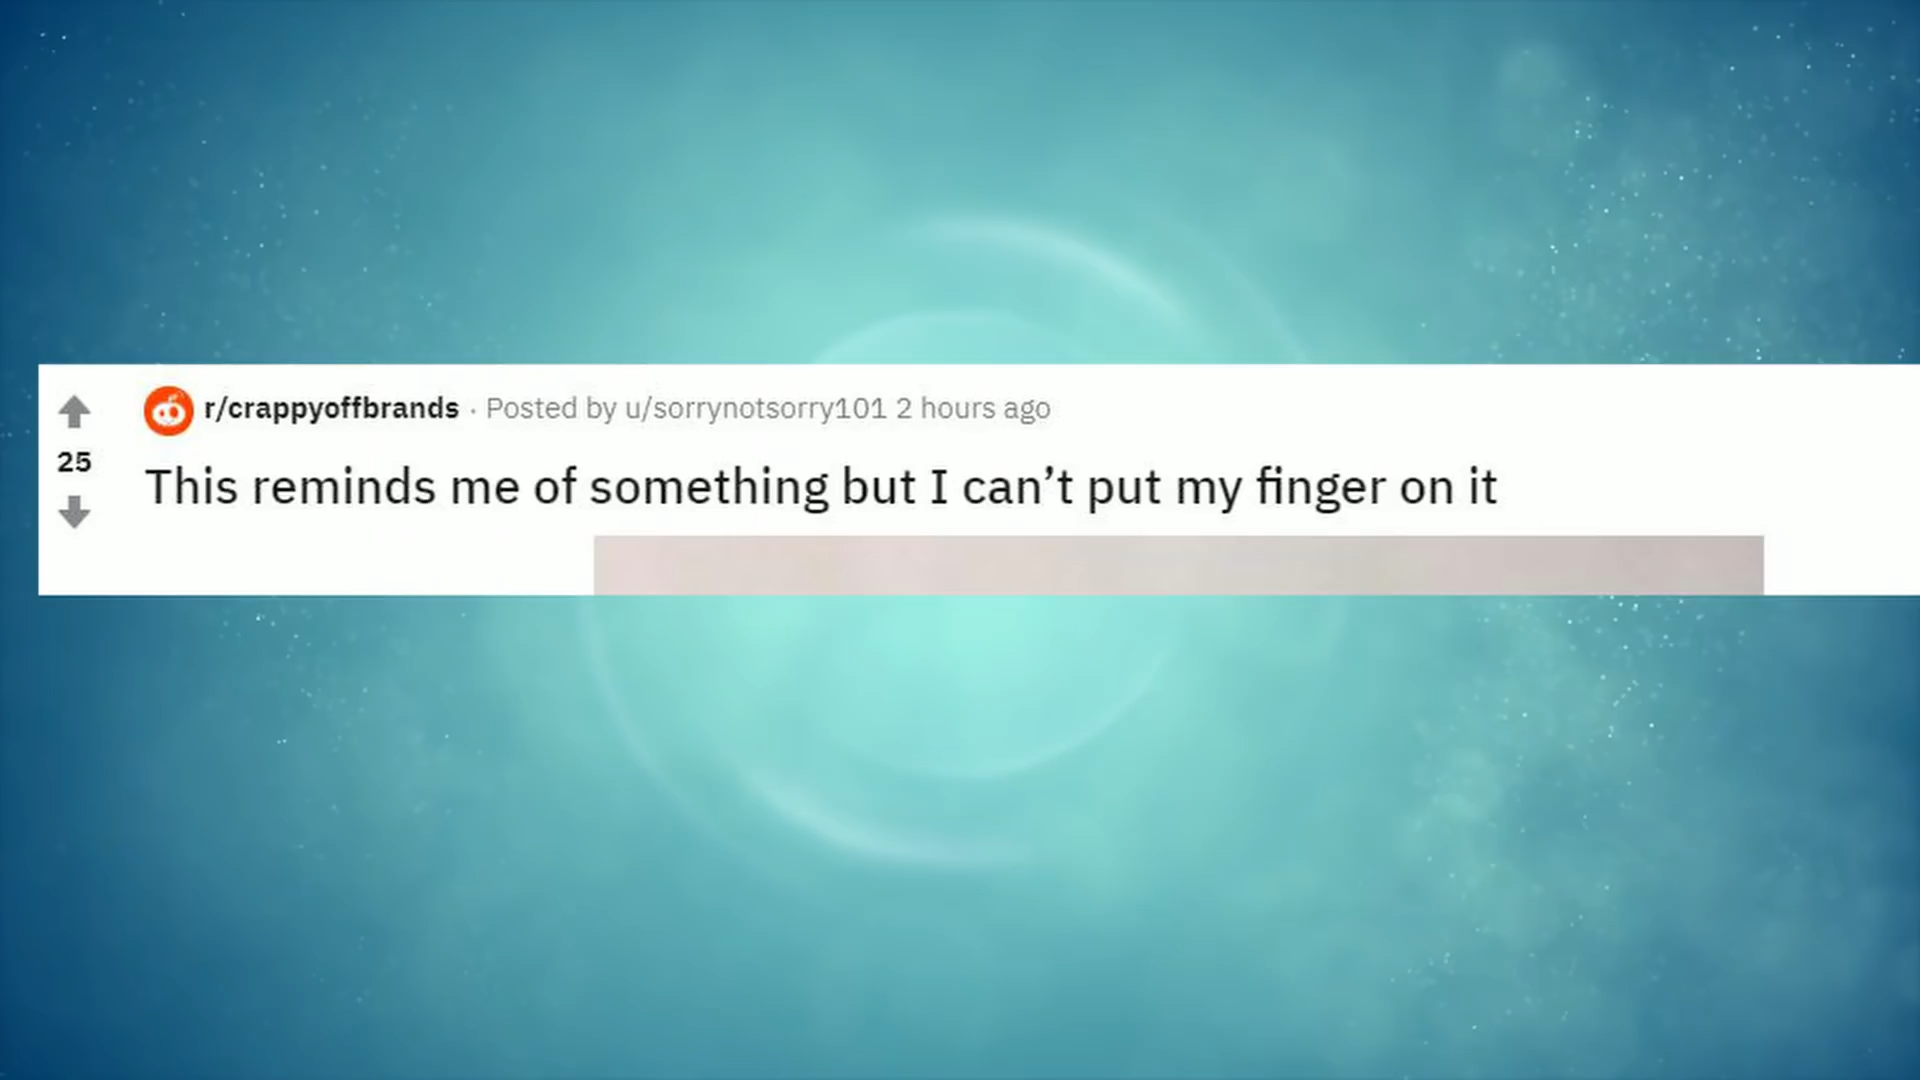 r/crappyoffbrands · Posted by u/sorrynotsorry101 2 hours ago
25
This reminds me of something but I can’t put my finger on it